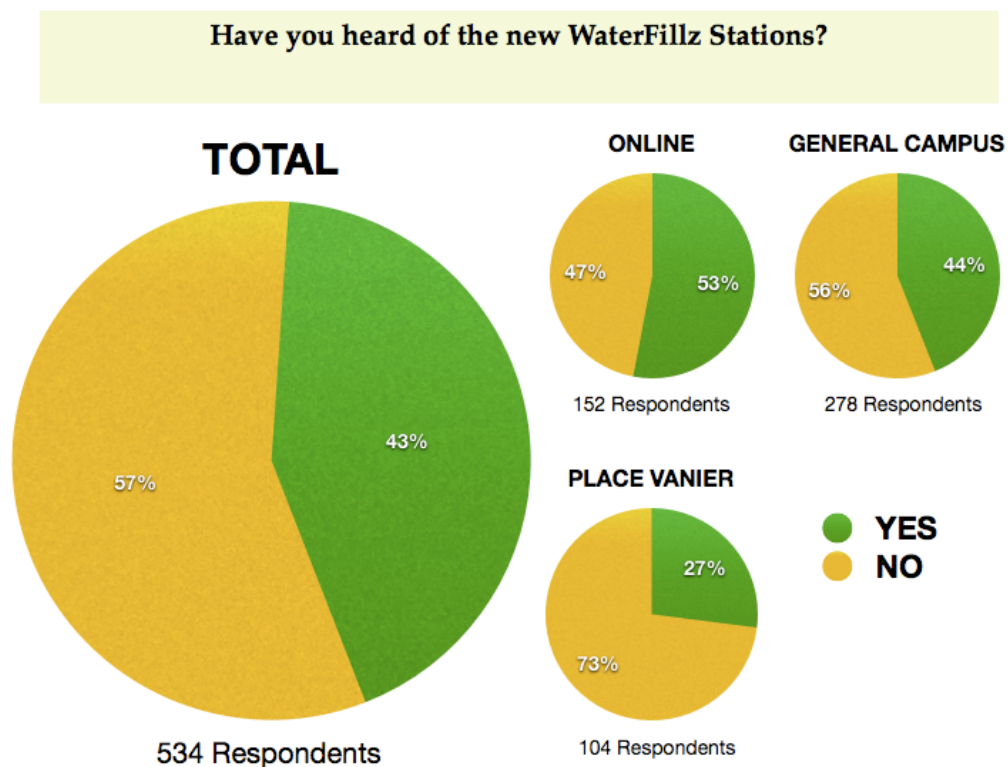 Have you heard of the new WaterFillz Stations?
TOTAL
57%
43%
534 Respondents
ONLINE
47%
53%
152 Respondents
GENERAL CAMPUS
56%
44%
278 Respondents
PLACE VANIER
27%
73%
104 Respondents
YES
NO